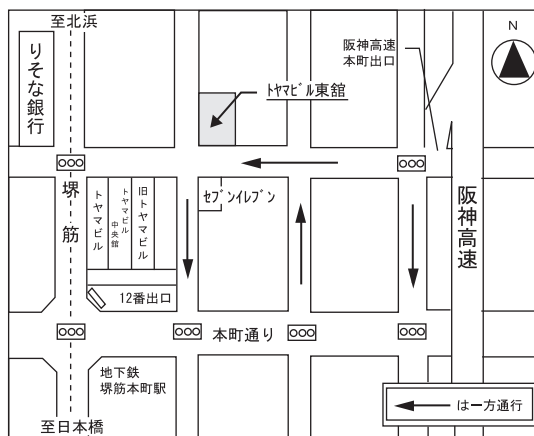 至北浜
りそな銀行
阪神高速
本町出口
N
ﾄﾔﾏﾋﾞﾙ東舘
堺筋
トヤマビル
トヤマビル
中央舘
旧トヤマビル
ｾﾌﾞﾝｲﾚﾌﾞﾝ
阪神高速
12番出口
本町通り
地下鉄
堺筋本町駅
は一方通行
至日本橋